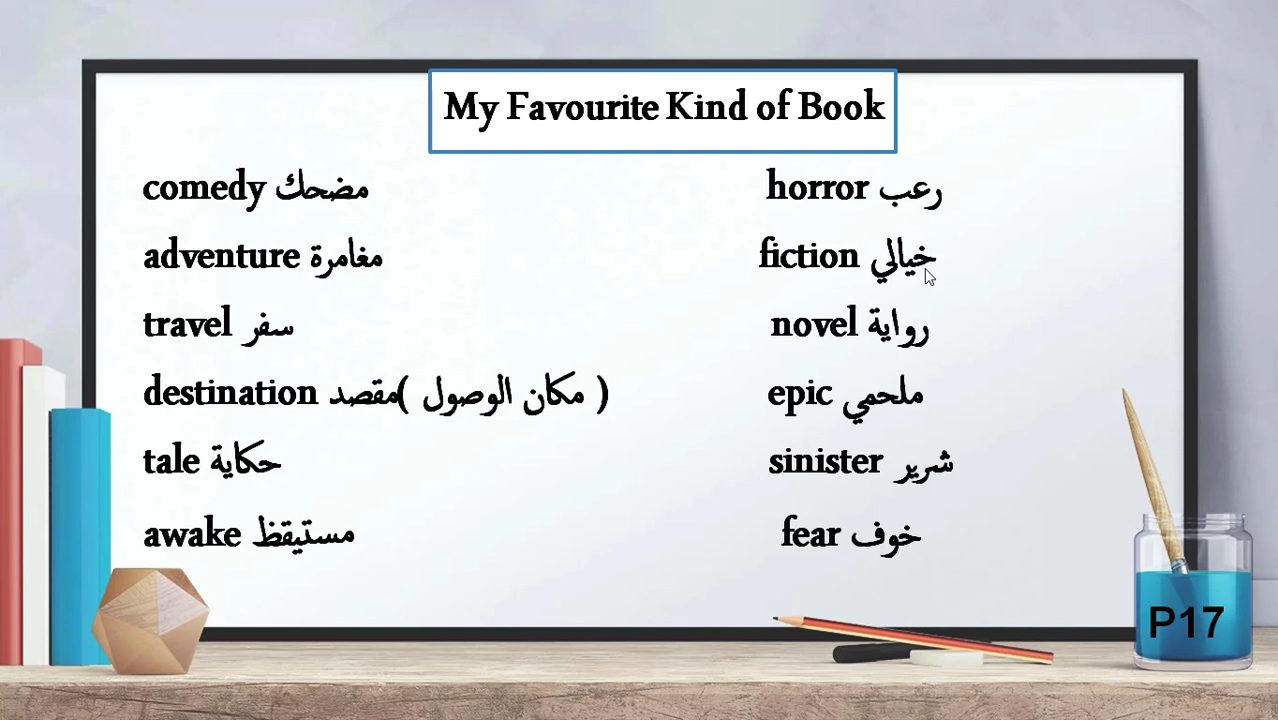 My Favourite Kind of Book
comedy مضحك
horror رعب
adventure مغامرة
fiction خيالي
travel سفر
novel رواية
destination مقصد( مكان الوصول )
epic ملحمي
tale حكاية
sinister شرير
awake مستيقظ
fear خوف
P17